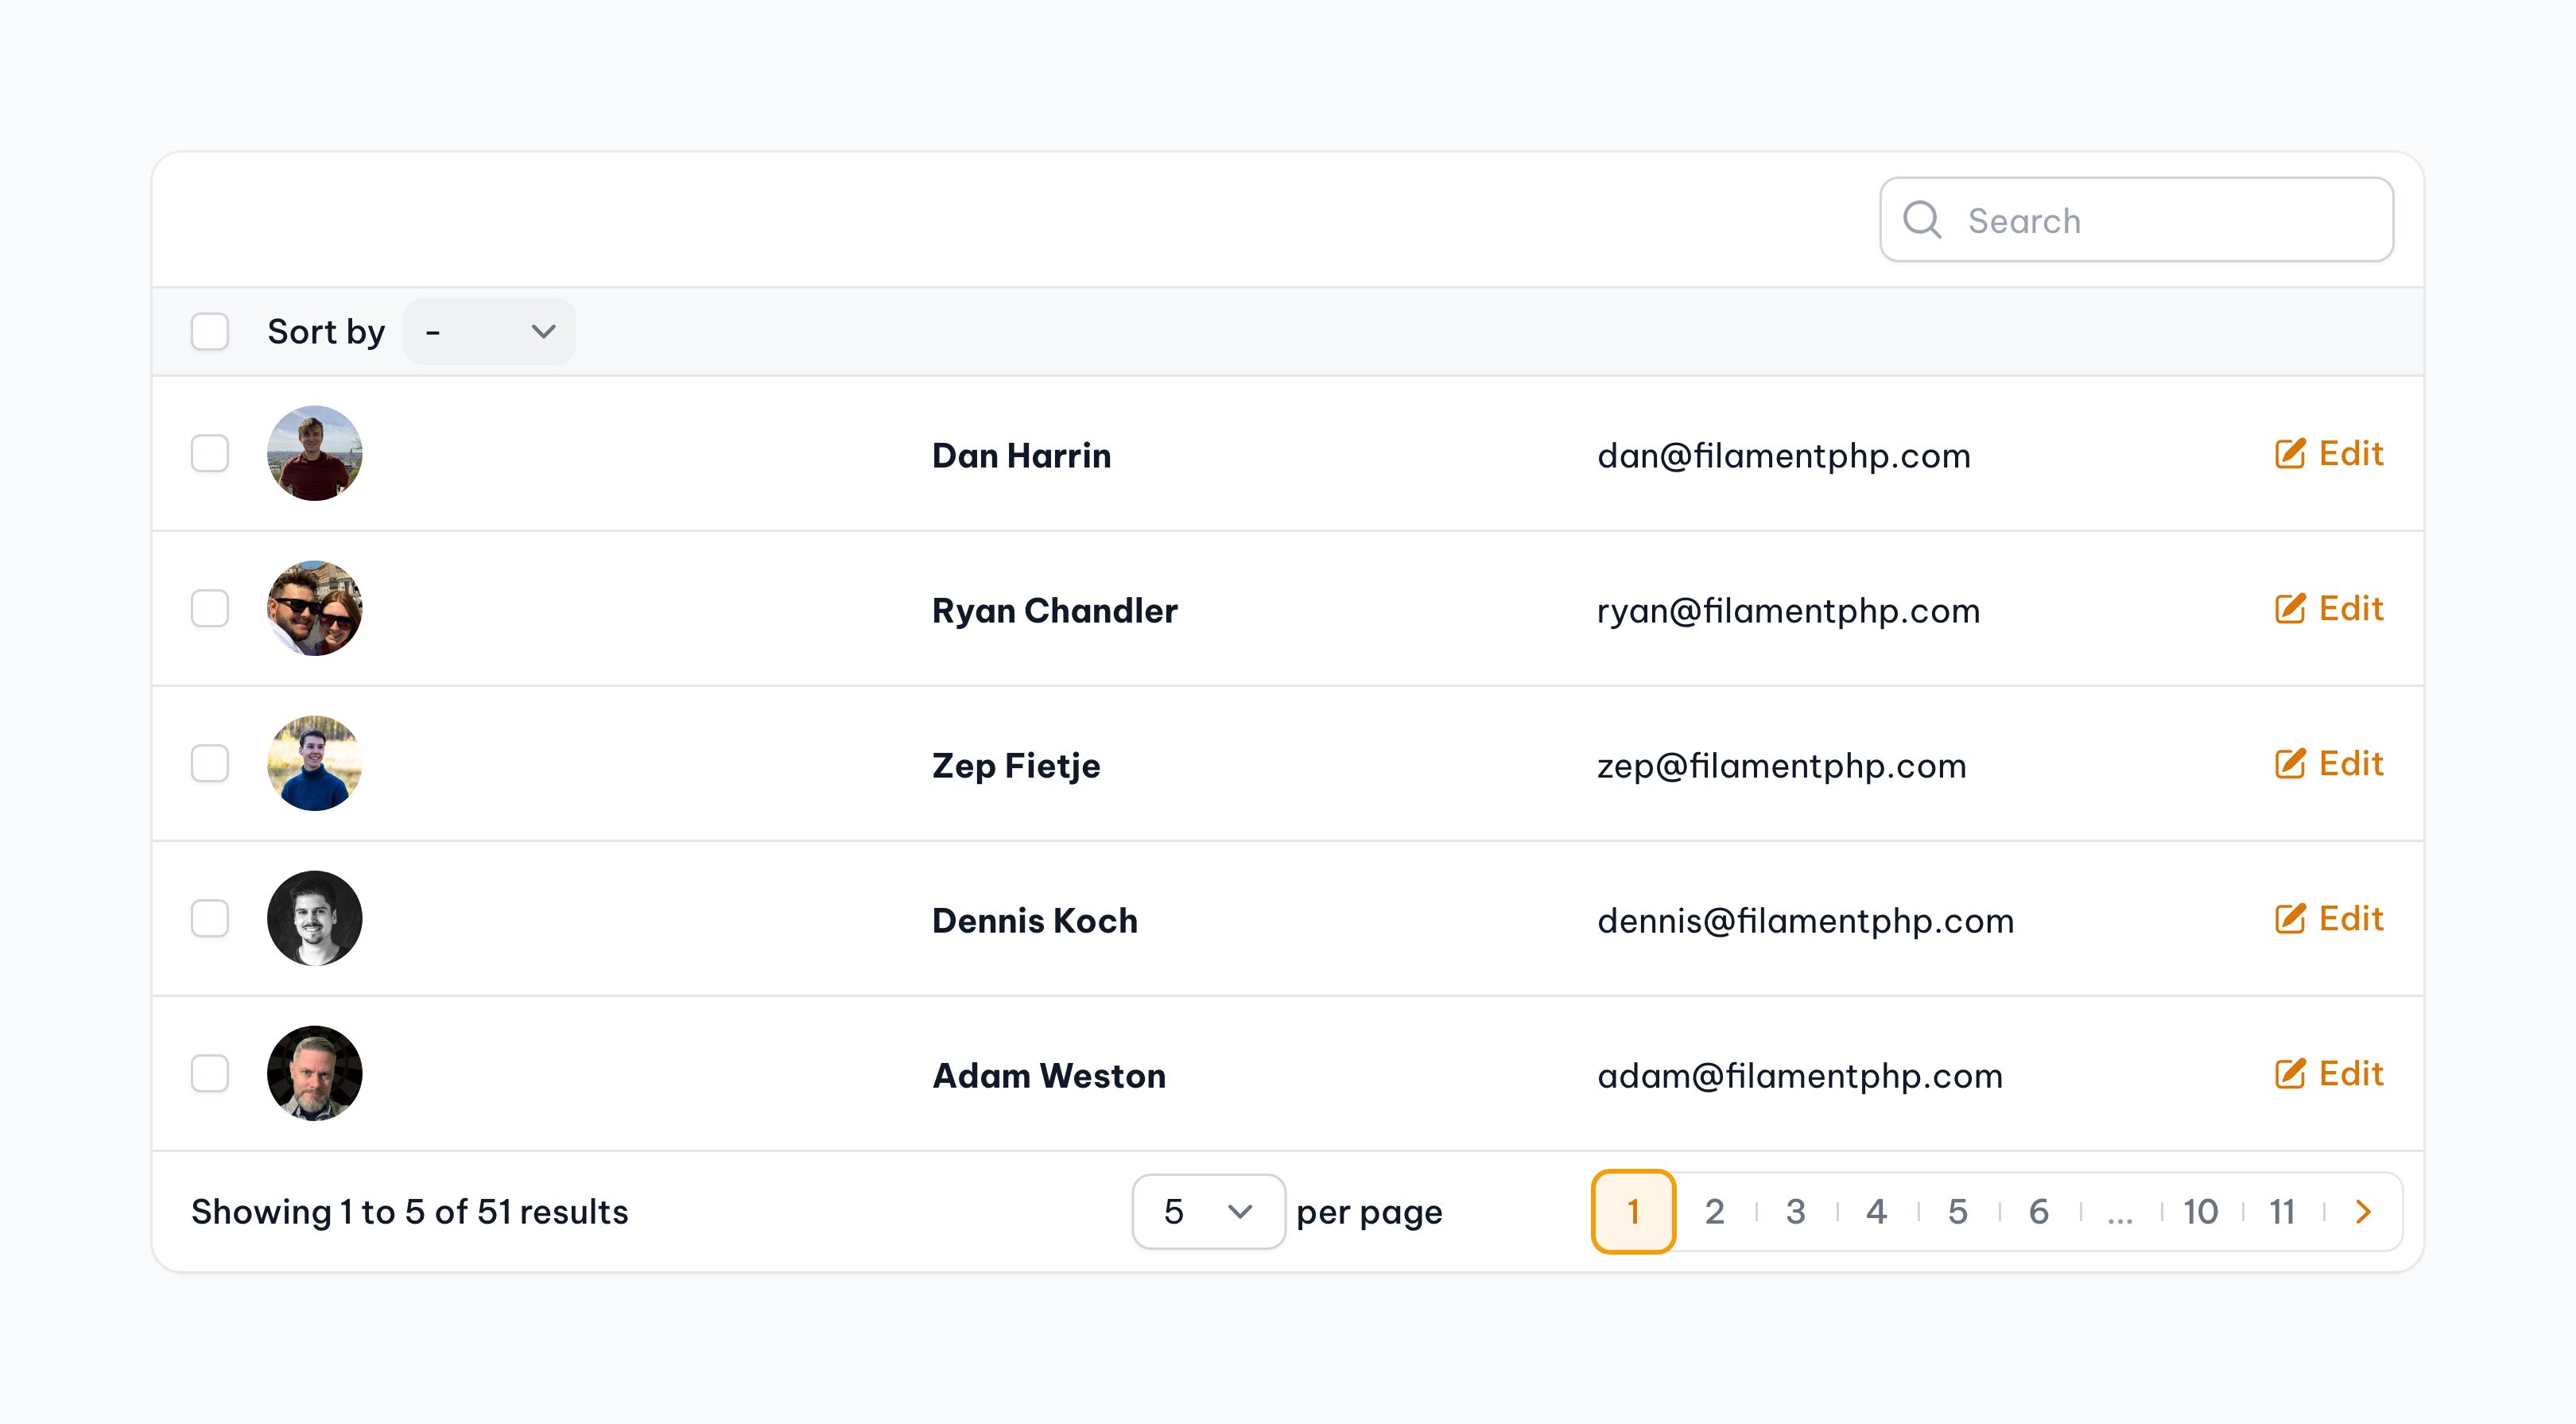 Search
Sort by -
Dan Harrin dan@filamentphp.com Edit
Ryan Chandler ryan@filamentphp.com Edit
Zep Fietje zep@filamentphp.com Edit
Dennis Koch dennis@filamentphp.com Edit
Adam Weston adam@filamentphp.com Edit
Showing 1 to 5 of 51 results 5 per page 1 2 3 4 5 6 ... 10 11